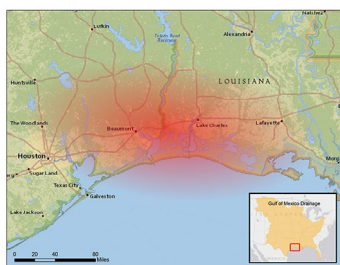 Natchez
Lufkin
Alexandria
Toledo Bend
Reservoir
LOUISIANA
Huntsville
The Woodlands
Beaumont
Lake Charles
Lafayette
Houston
Sugar Land
Texas City
Galveston
Lake Jackson
Gulf of Mexico Drainage
0 20 40 80
Miles